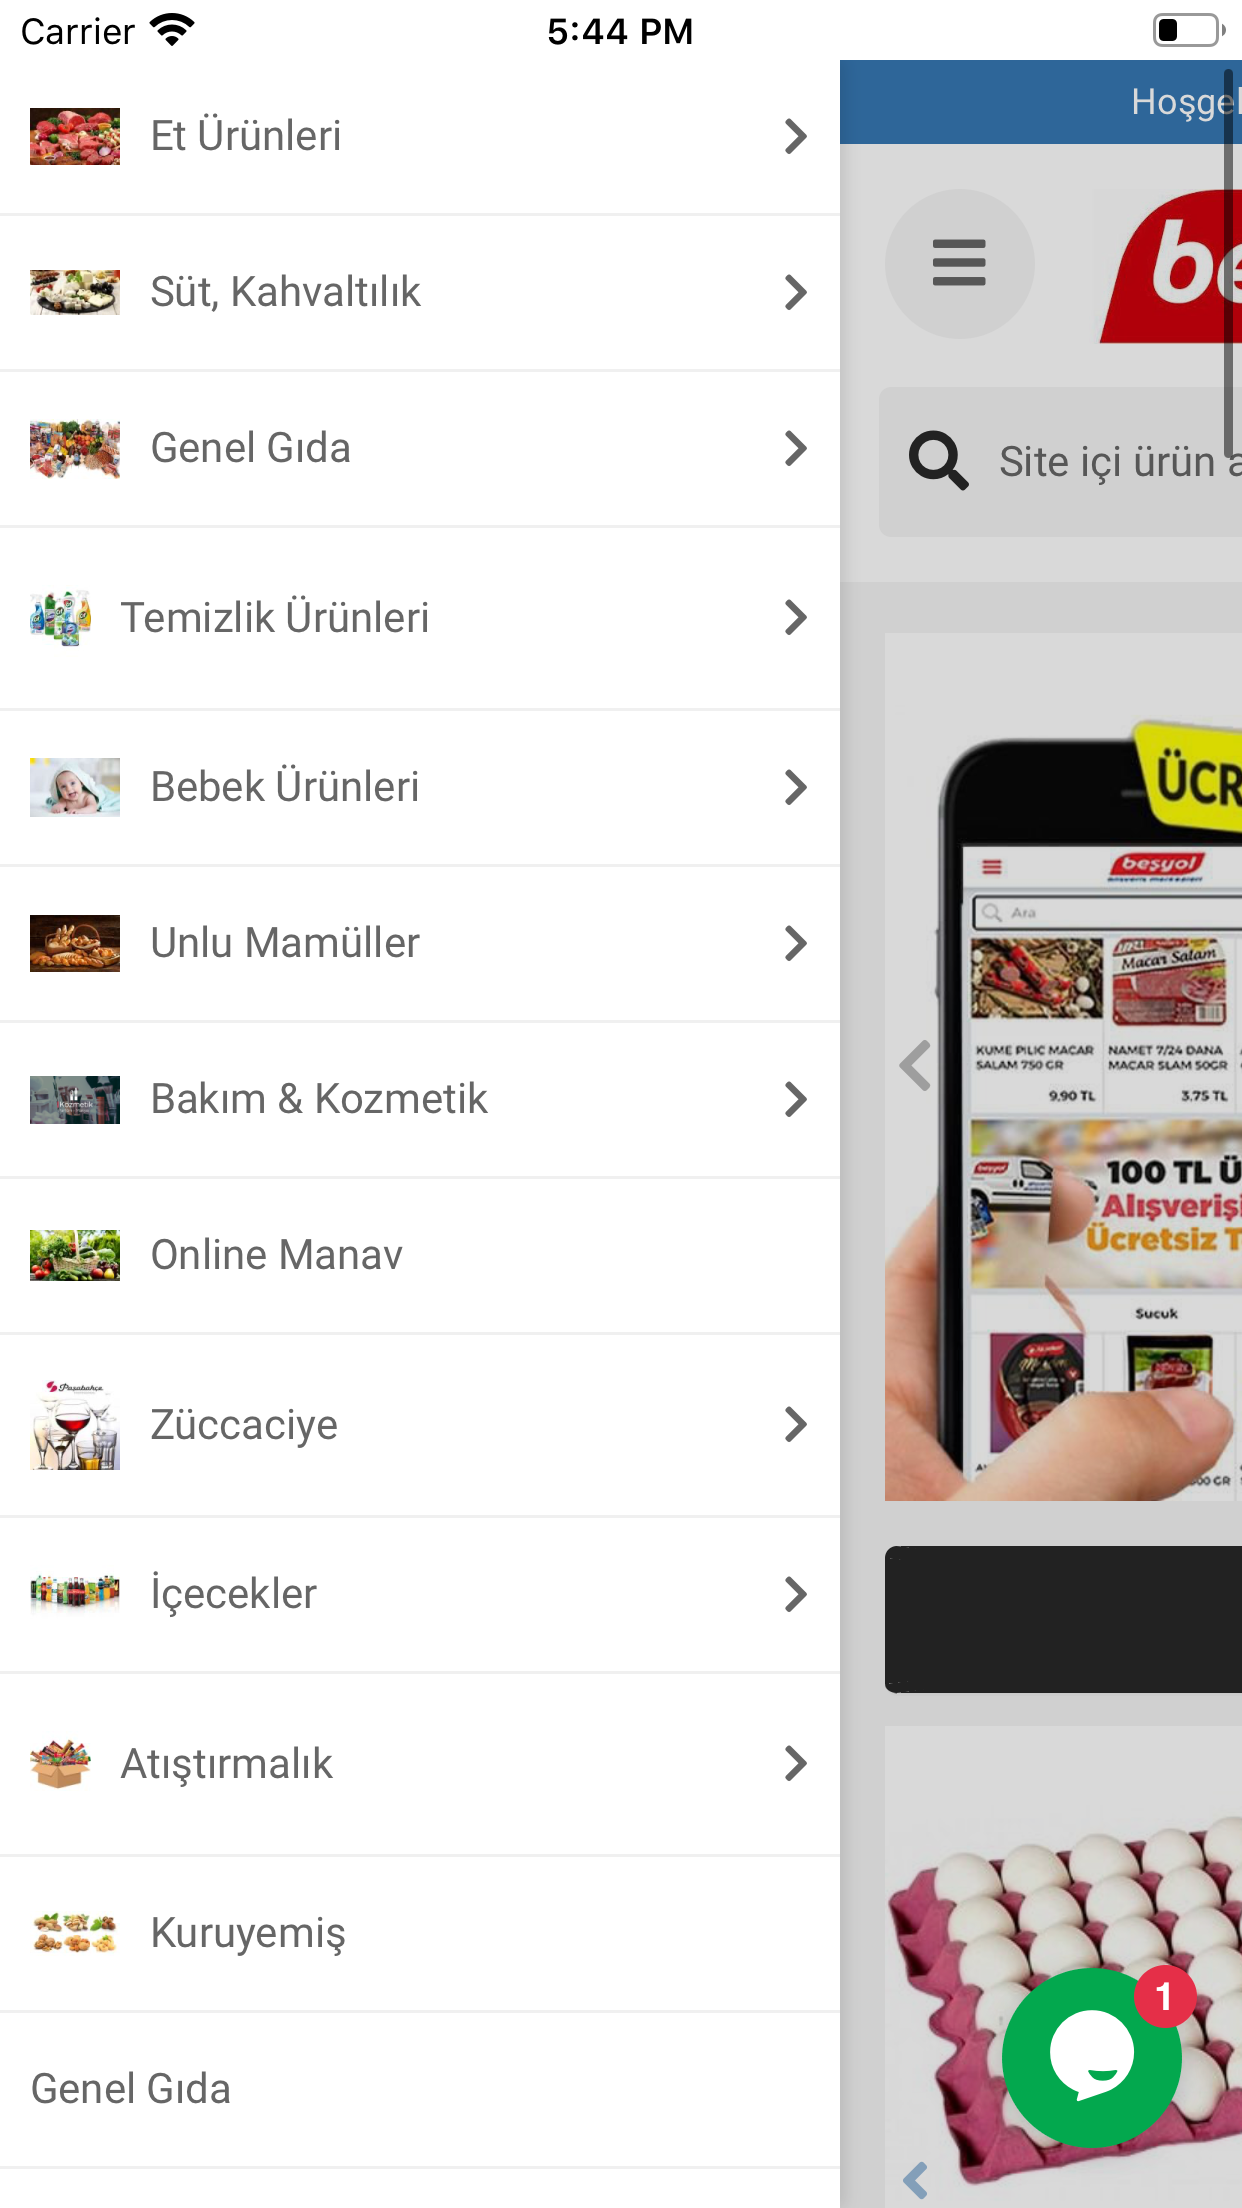 Carrier
5:44 PM
Et Ürünleri
Süt, Kahvaltılık
Genel Gıda
Temizlik Ürünleri
Bebek Ürünleri
Unlu Mamüller
Bakım & Kozmetik
Kozmetik
Online Manav
Paşabahçe
Züccaciye
İçecekler
Atıştırmalık
Kuruyemiş
Genel Gıda
Site içi ürün
ÜCR
beşyol
Ara
Macar Salam
KUME PILIC MACAR
SALAM 750 GR
9,90 TL
NAMET 7/24 DANA
MACAR SLAM 50GR
3,75 TL
beşyol
100 TL Ü
Alışverişi
Ücretsiz T
Sucuk
1